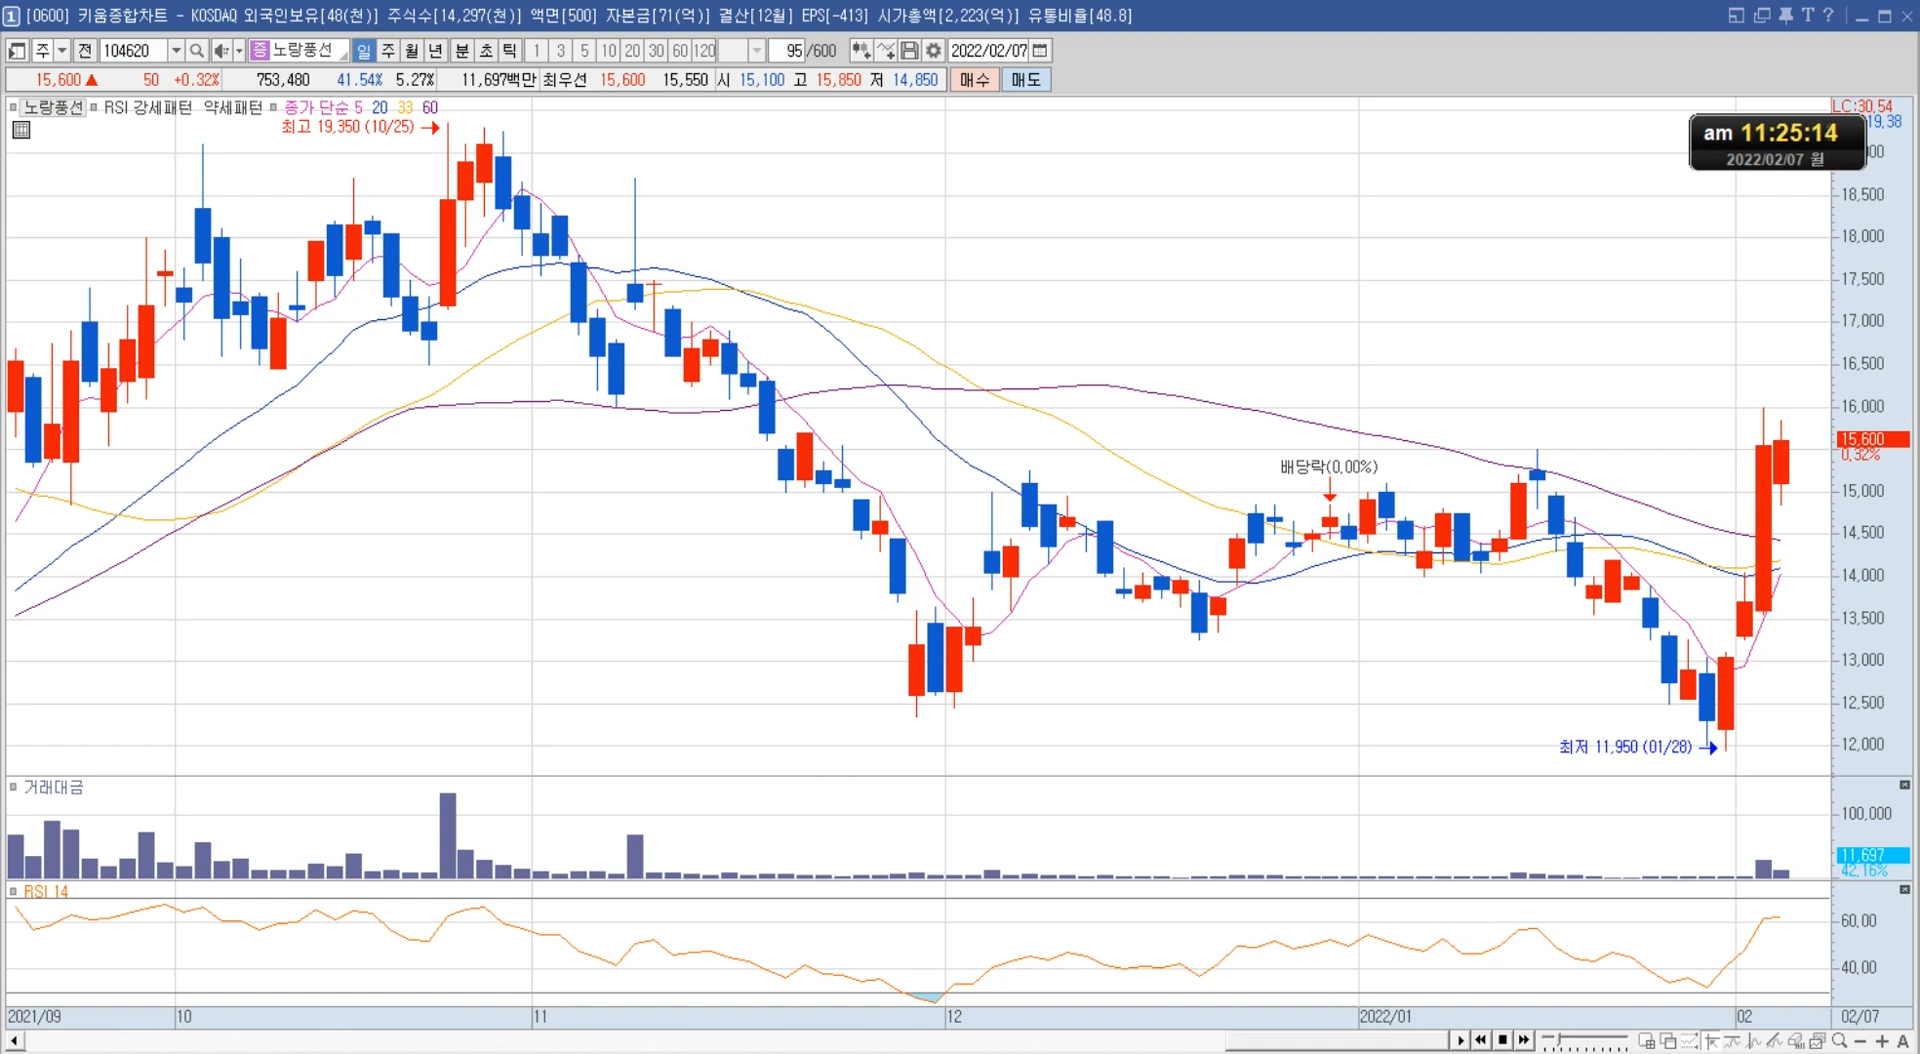 1 [0600] 키움종합차트 - KOSDAQ 외국인보유[48(천)] 주식수[14,297(천)] 액면[500] 자본금[71(억)] 결산[12월] EPS[-413] 시가총액[2,223(억)] 유통비율[48.8]
주 전 104620 증 노랑풍선 일 주 월 년 분 초 틱 1 3 5 10 20 30 60 120 95 /600 2022/02/07
15,600 ▲ 50 +0.32% 753,480 41.54% 5.27% 11,697백만 최우선 15,600 15,550 시 15,100 고 15,850 저 14,850 매수 매도
노랑풍선 RSI 강세패턴 약세패턴 종가 단순 5 20 33 60
LC:30.54
최고 19,350 (10/25)
19.38
am 11:25:14
2022/02/07 월
18,500
18,000
17,500
17,000
16,500
16,000
15,600
0.32%
배당락(0.00%)
15,000
14,500
14,000
13,500
13,000
12,500
최저 11,950 (01/28)
12,000
거래대금
100,000
11,697
42.16%
RSI 14
60.00
40.00
2021/09 10 11 12 2022/01 02 02/07